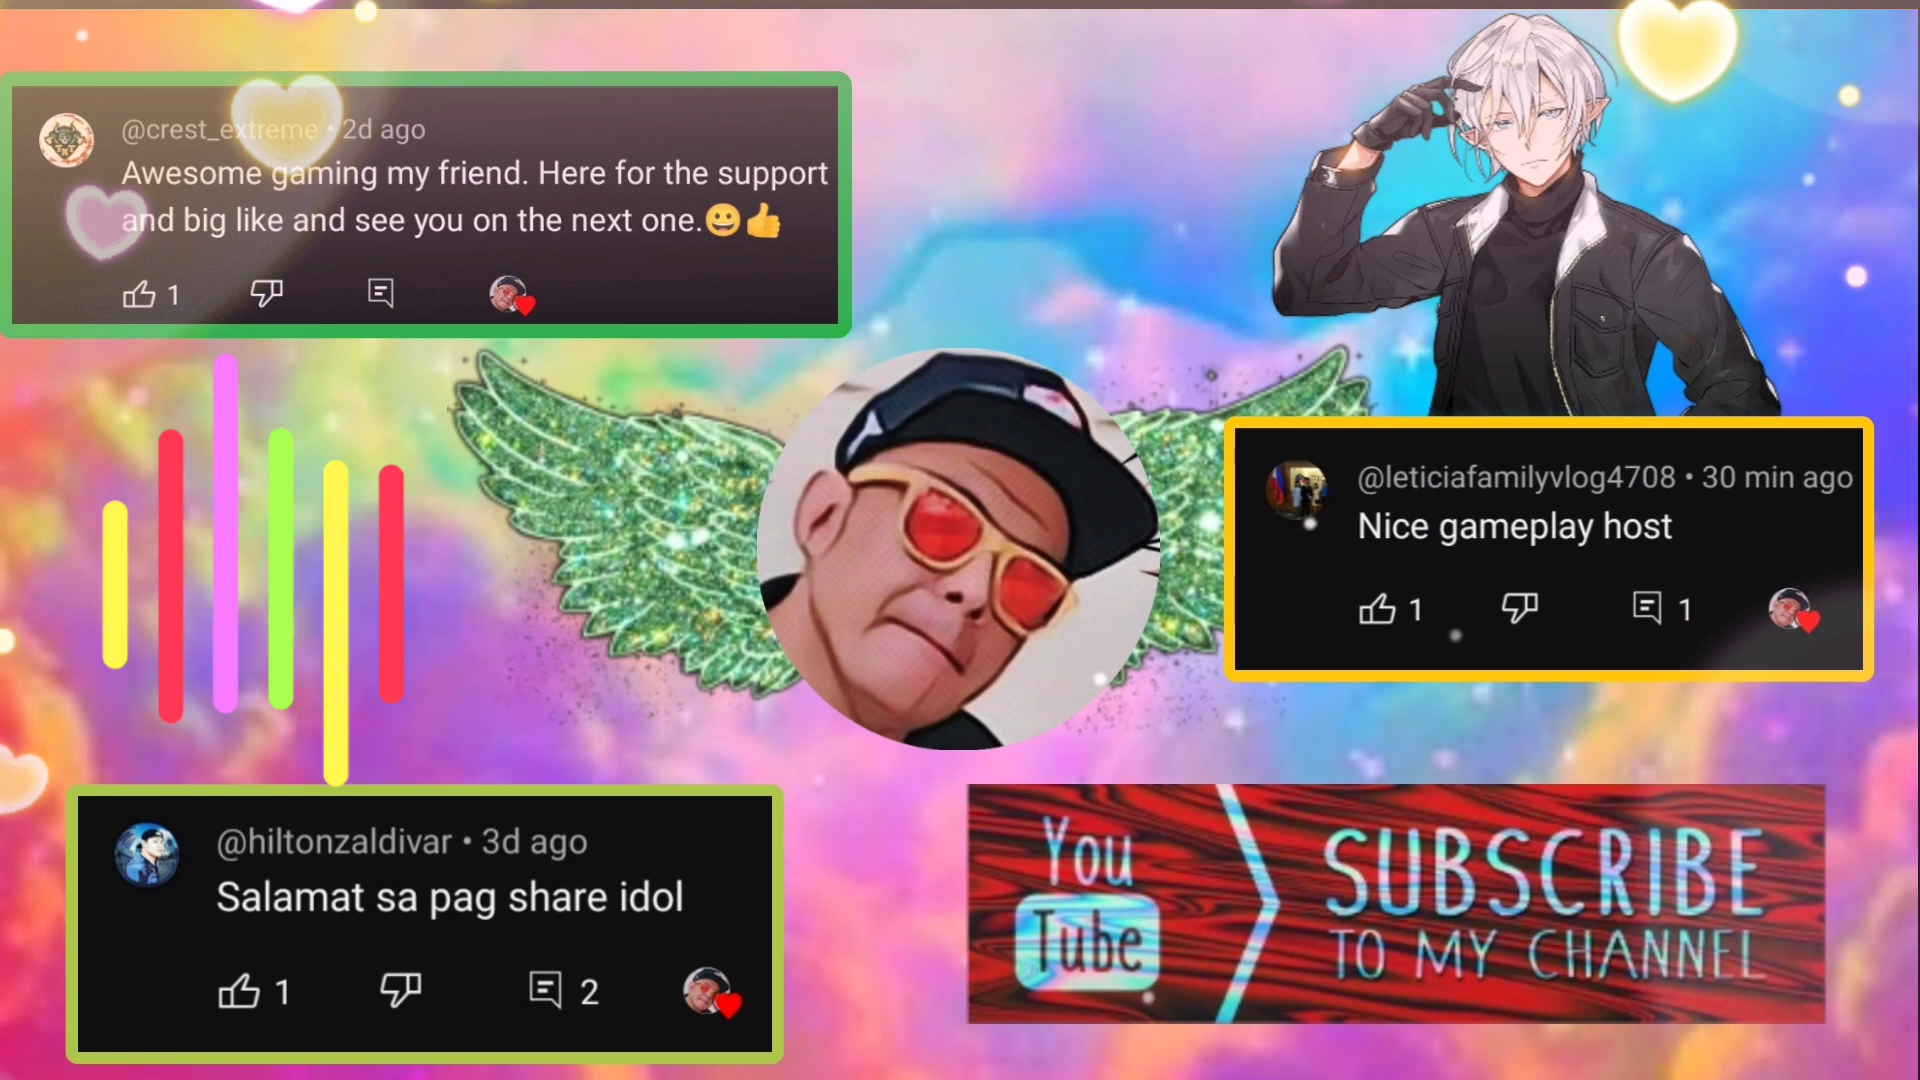 @crest_extreme • 2d ago
Awesome gaming my friend. Here for the support
and big like and see you on the next one.😀👍
1
@leticiafamilyvlog4708 • 30 min ago
Nice gameplay host
1 1
@hiltonzaldivar • 3d ago
Salamat sa pag share idol
1 2
You
Tube
SUBSCRIBE
TO MY CHANNEL